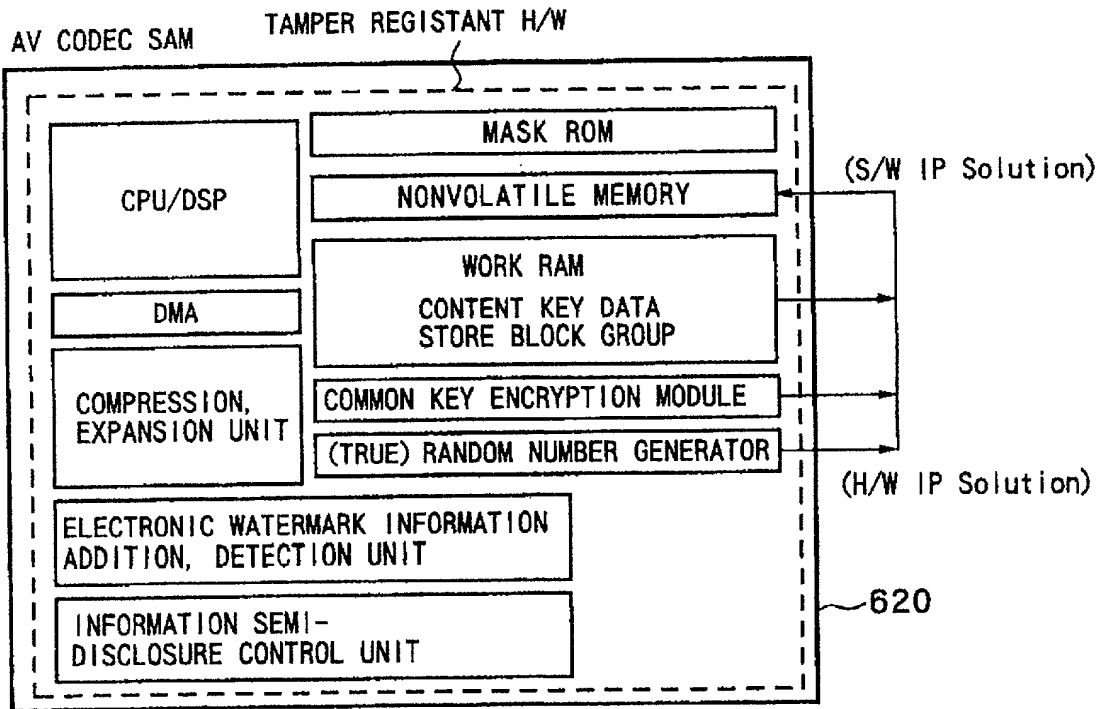 TAMPER REGISTANT H/W
AV CODEC SAM
CPU/DSP
MASK ROM
NONVOLATILE MEMORY
(S/W IP Solution)
WORK RAM
CONTENT KEY DATA
STORE BLOCK GROUP
DMA
COMPRESSION,
EXPANSION UNIT
COMMON KEY ENCRYPTION MODULE
(TRUE) RANDOM NUMBER GENERATOR
(H/W IP Solution)
ELECTRONIC WATERMARK INFORMATION
ADDITION, DETECTION UNIT
INFORMATION SEMI-
DISCLOSURE CONTROL UNIT
620